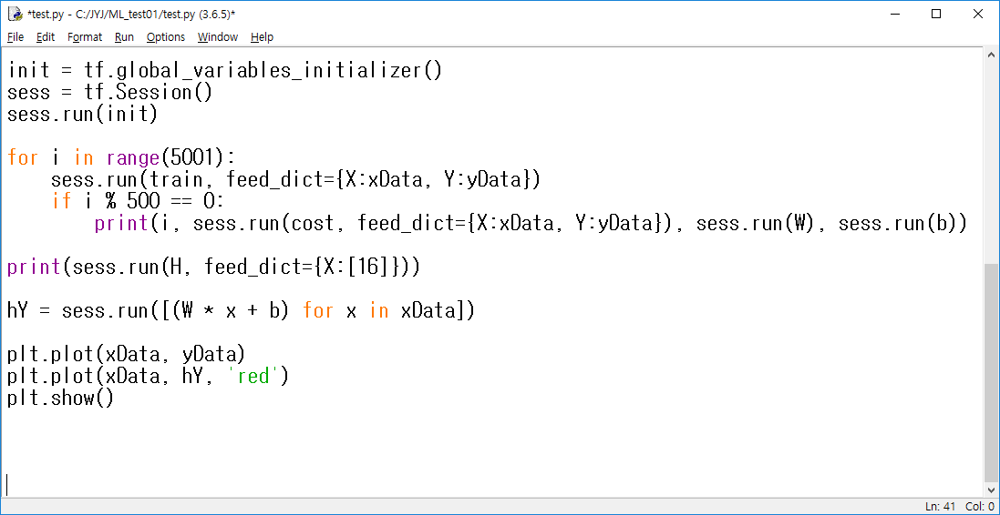 *test.py - C:/JYJ/ML_test01/test.py (3.6.5)*
File Edit Format Run Options Window Help
init = tf.global_variables_initializer()
sess = tf.Session()
sess.run(init)
for i in range(5001):
    sess.run(train, feed_dict={X:xData, Y:yData})
    if i % 500 == 0:
        print(i, sess.run(cost, feed_dict={X:xData, Y:yData}), sess.run(W), sess.run(b))
print(sess.run(H, feed_dict={X:[16]}))
hY = sess.run([(W * x + b) for x in xData])
plt.plot(xData, yData)
plt.plot(xData, hY, 'red')
plt.show()
Ln: 41 Col: 0